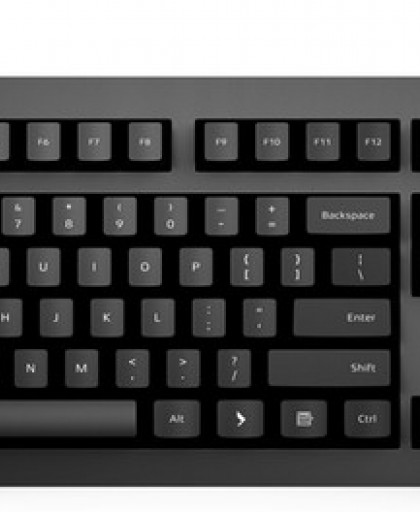 F6 F7 F8 F9 F10 F11 F12
& * ( ) _ +
7 8 9 0 - = Backspace
U I O P { } |
[ ] \
H J K L : " Enter
; '
N M < > ? Shift
, . /
Alt Ctrl